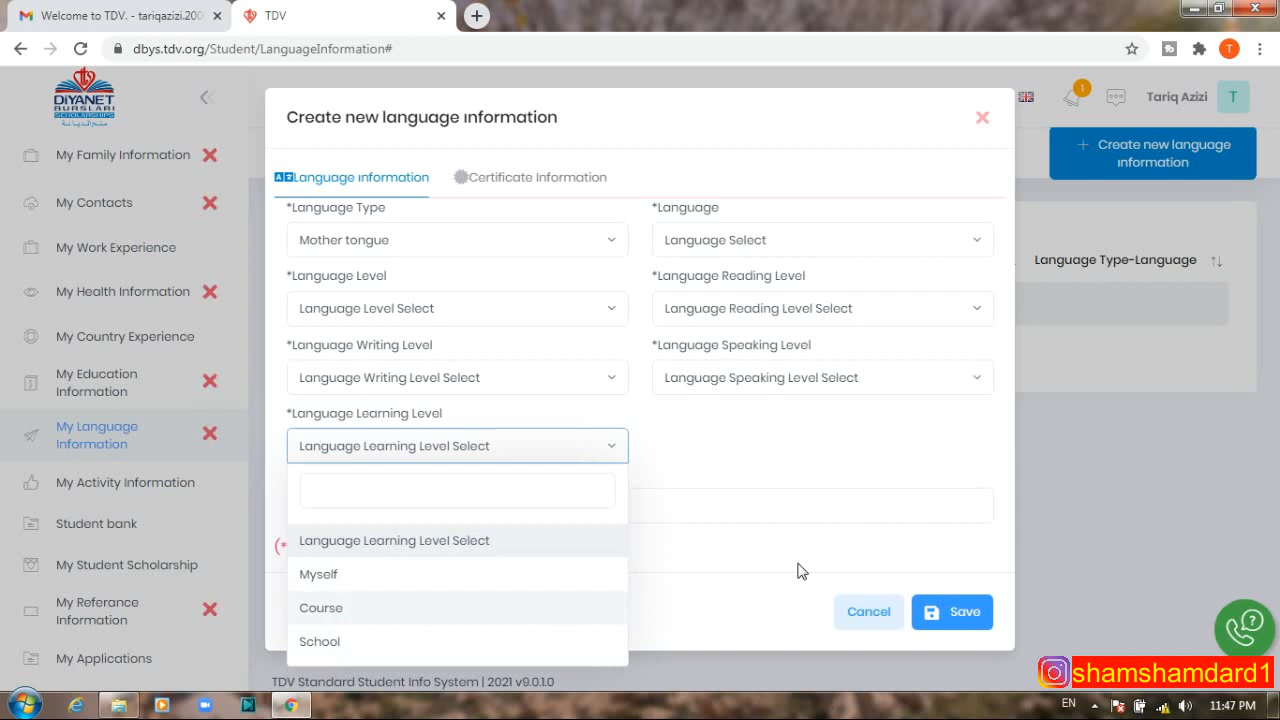 Welcome to TDV. - tariqazizi.200
TDV
dbys.tdv.org/Student/LanguageInformation#
T
DIYANET
BURSLARI
SCHOLARSHIPS
1
Tariq Azizi
T
My Family Information
My Contacts
My Work Experience
My Health Information
My Country Experience
My Education
Information
My Language
Information
My Activity Information
Student bank
My Student Scholarship
My Referance
Information
My Applications
+ Create new language
ınformation
Language Type-Language
Create new language ınformation
Language ınformation
Certificate Information
*Language Type
*Language
Mother tongue
Language Select
*Language Level
*Language Reading Level
Language Level Select
Language Reading Level Select
*Language Writing Level
*Language Speaking Level
Language Writing Level Select
Language Speaking Level Select
*Language Learning Level
Language Learning Level Select
Language Learning Level Select
(*
Myself
Course
School
Cancel
Save
TDV Standard Student Info System | 2021 v.0.1.0
shamshamdard1
EN
11:47 PM